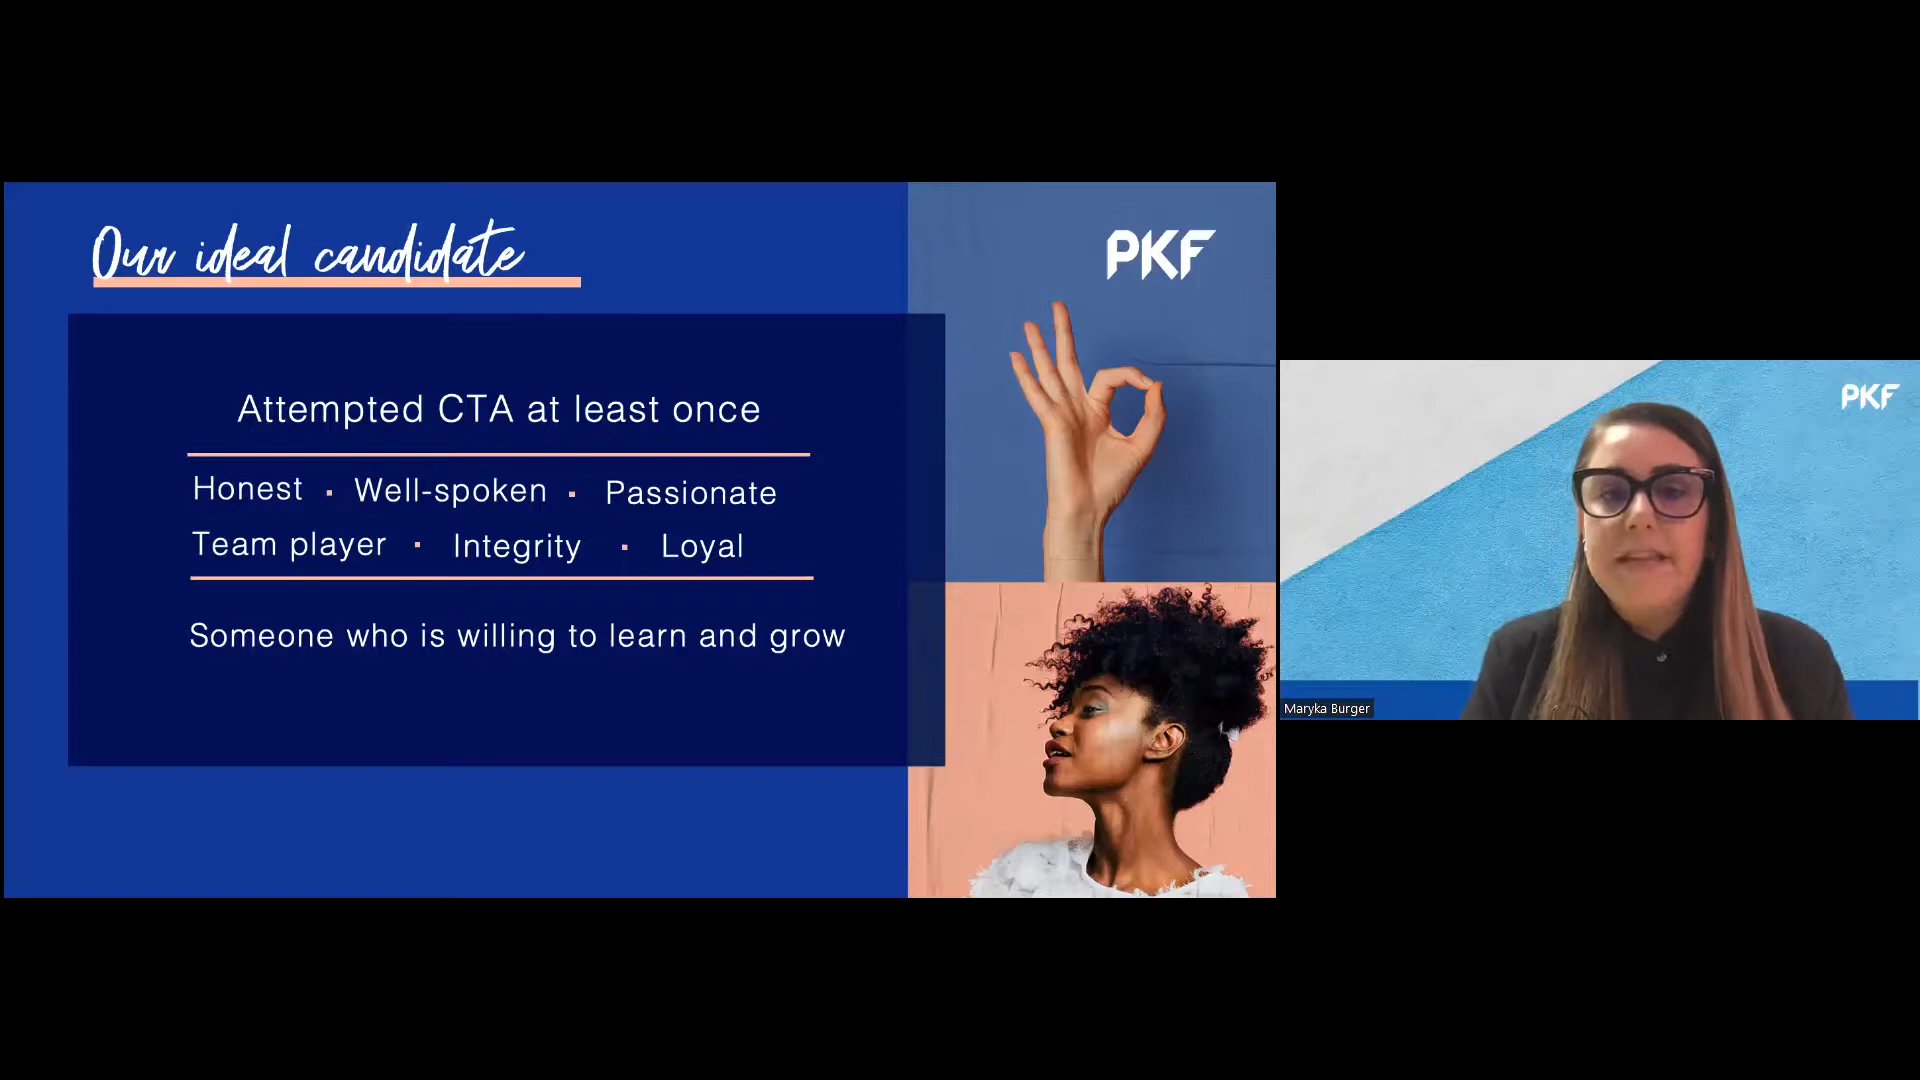 Our ideal candidate
PKF
Attempted CTA at least once
Honest · Well-spoken · Passionate
Team player · Integrity · Loyal
Someone who is willing to learn and grow
PKF
Maryka Burger